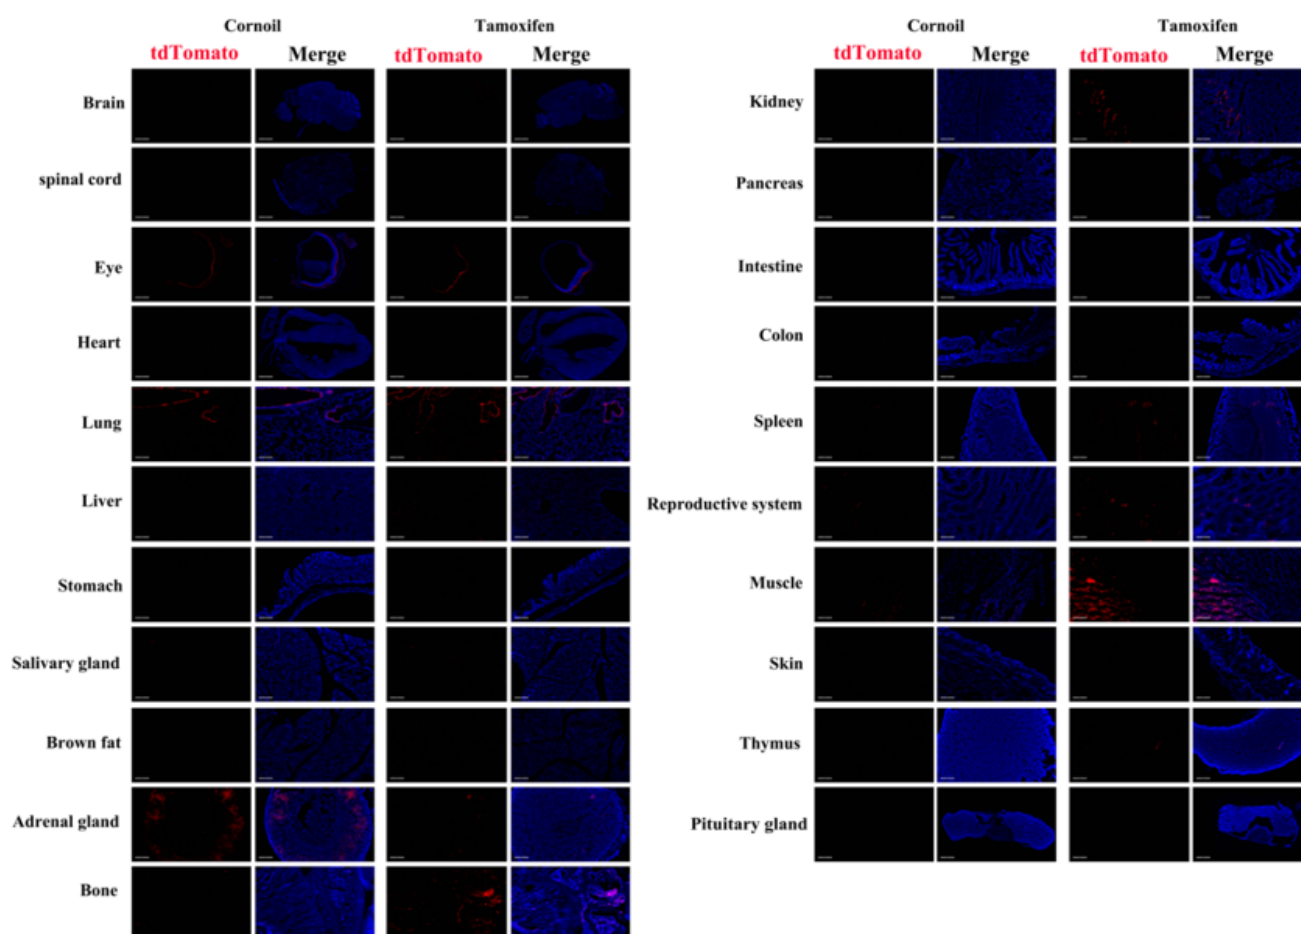 Cornoil Tamoxifen
tdTomato Merge tdTomato Merge
Brain
spinal cord
Eye
Heart
Lung
Liver
Stomach
Salivary gland
Brown fat
Adrenal gland
Bone
Cornoil Tamoxifen
tdTomato Merge tdTomato Merge
Kidney
Pancreas
Intestine
Colon
Spleen
Reproductive system
Muscle
Skin
Thymus
Pituitary gland